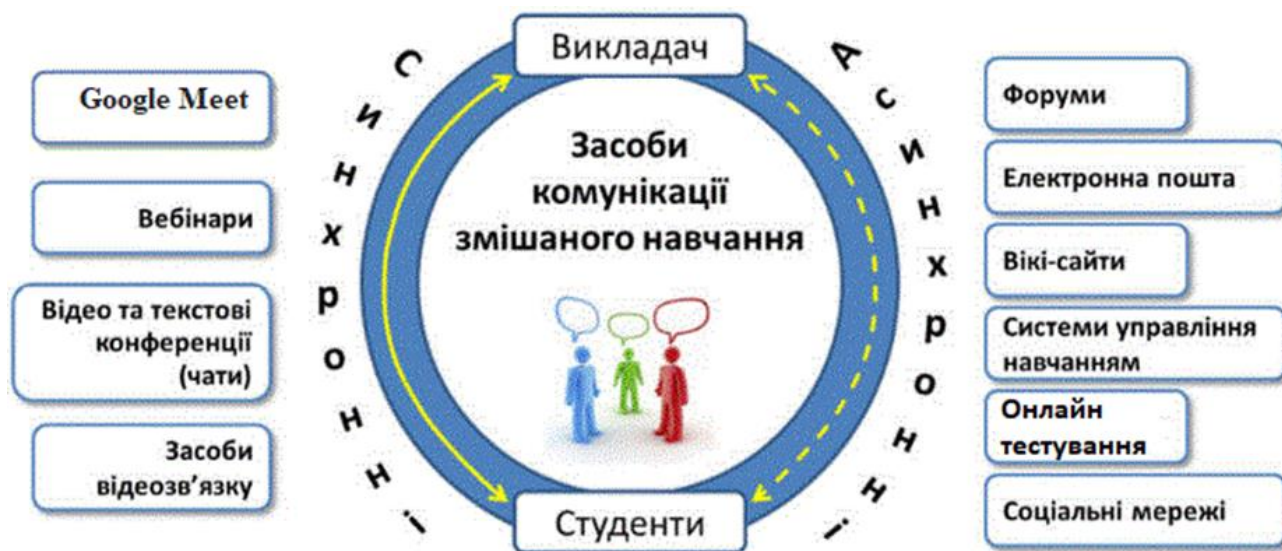 Викладач
Синхронні
Асинхронні
Google Meet
Вебінари
Відео та текстові
конференції
(чати)
Засоби
відеозв’язку
Засоби
комунікації
змішаного навчання
Студенти
Форуми
Електронна пошта
Вікі-сайти
Системи управління
навчанням
Онлайн
тестування
Соціальні мережі